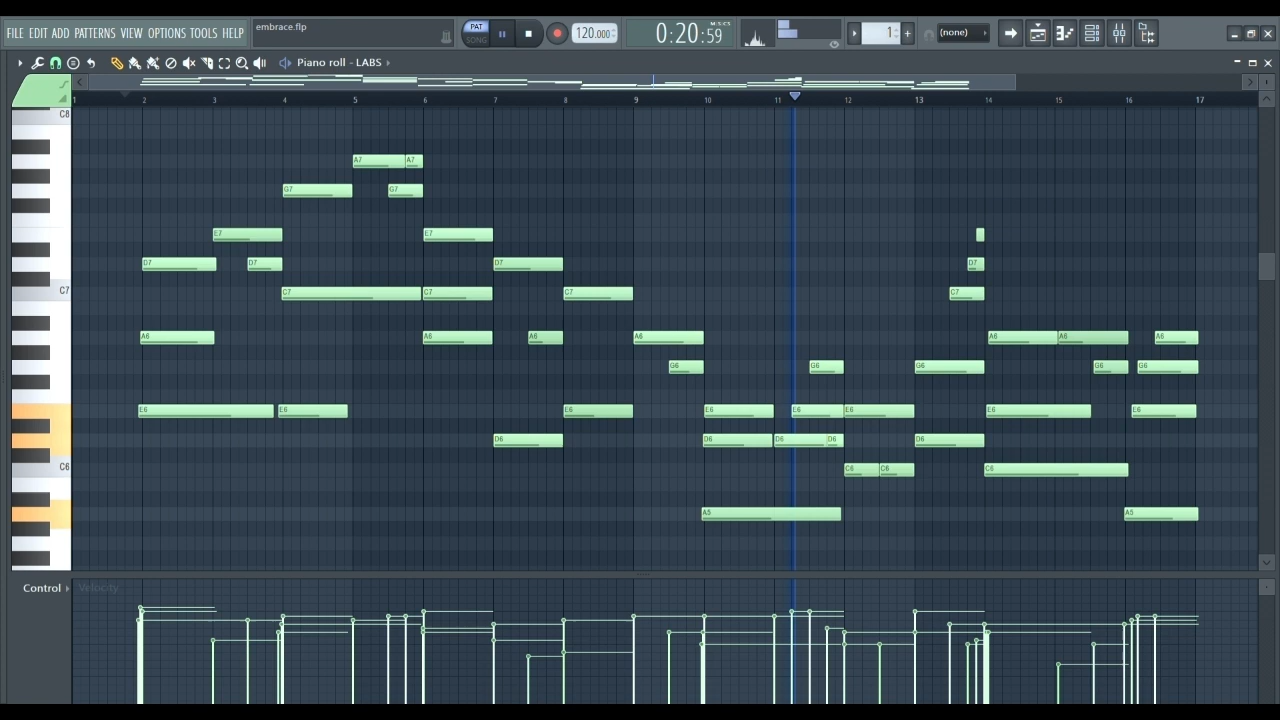 embrace.flp
FILE EDIT ADD PATTERNS VIEW OPTIONS TOOLS HELP
PAT
SONG
120.000
0:20:59
M:S:CS
1
+
(none)
Piano roll - LABS
1 2 3 4 5 6 7 8 9 10 11 12 13 14 15 16 17
C8
A7 A7
G7 G7
E7 E7
D7 D7 D7 D7
C7 C7 C7 C7 C7
A6 A6 A6 A6 A6 A6 A6
G6 G6 G6 G6 G6
E6 E6 E6 E6 E6 E6 E6 E6
D6 D6 D6 D6 D6
C6 C6 C6 C6
A5 A5
Control Velocity